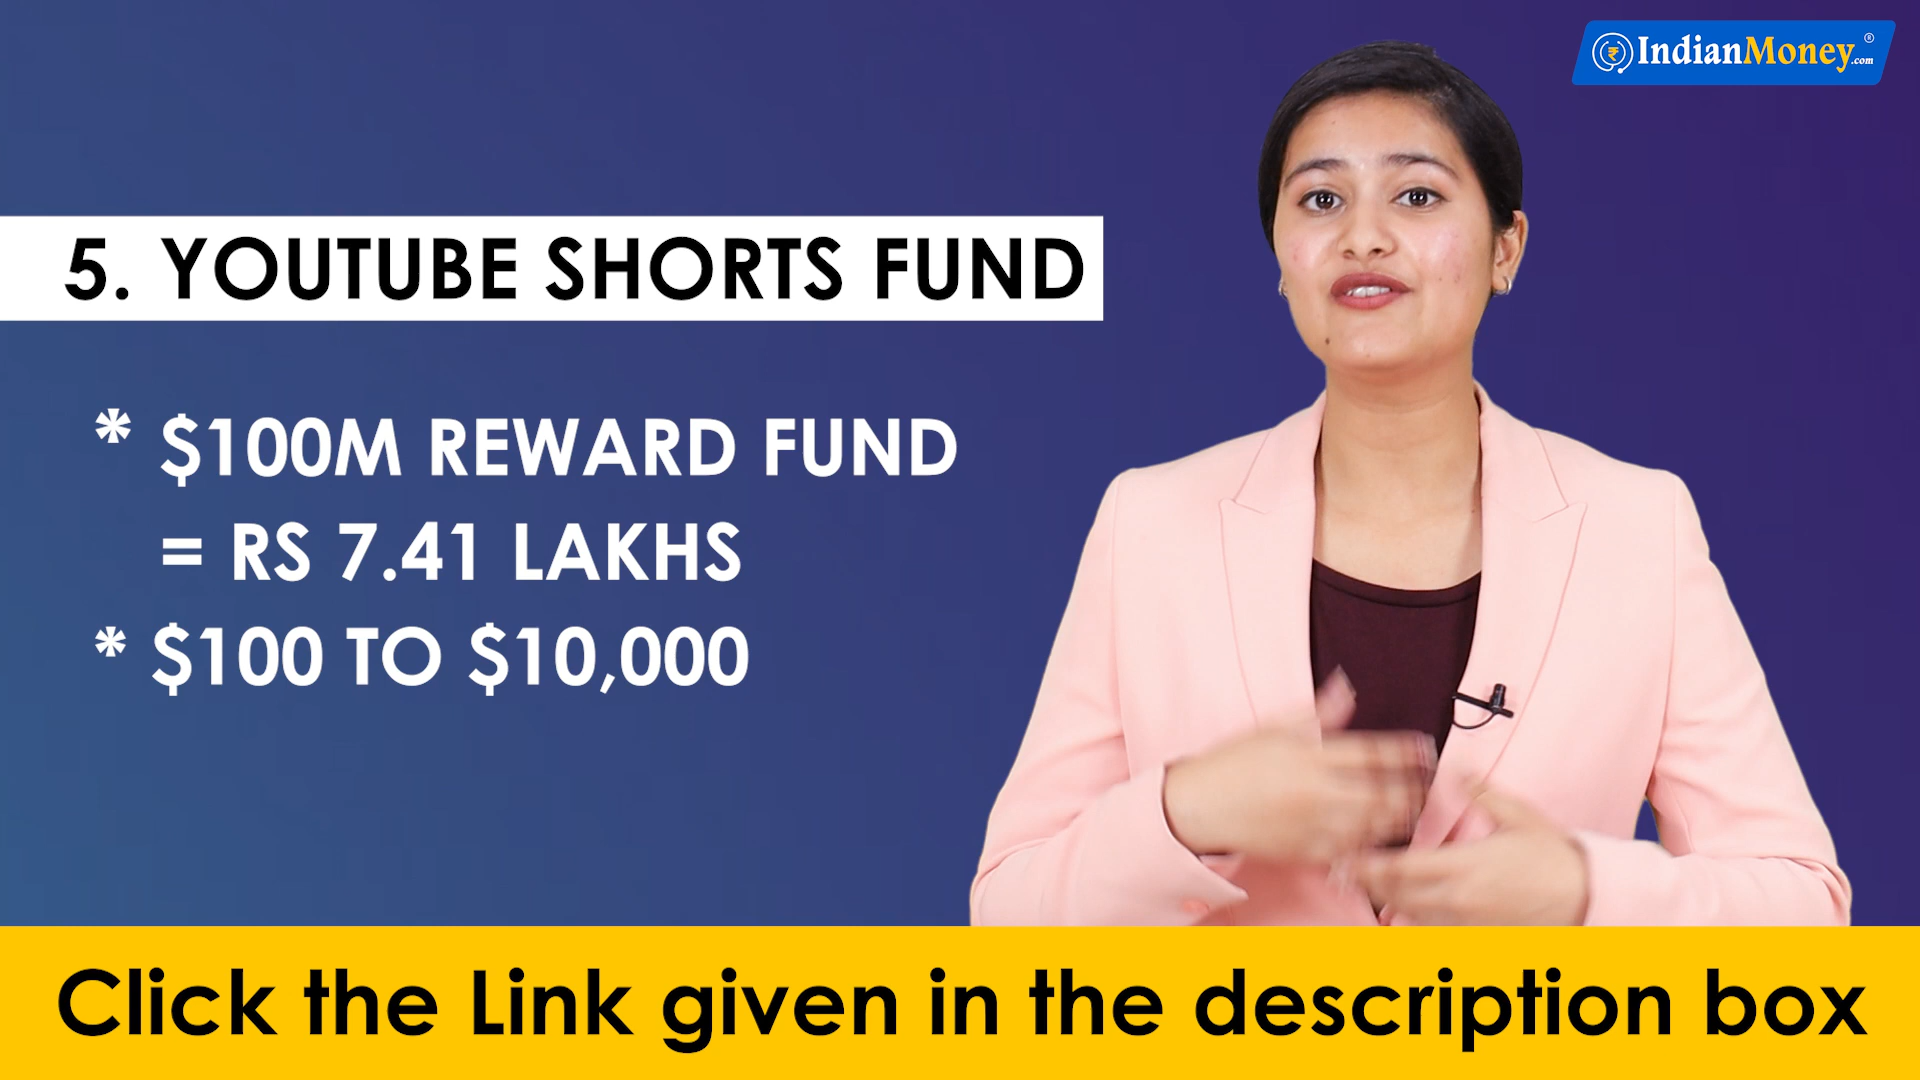 IndianMoney.com®
5. YOUTUBE SHORTS FUND
* $100M REWARD FUND
= RS 7.41 LAKHS
* $100 TO $10,000
Click the Link given in the description box